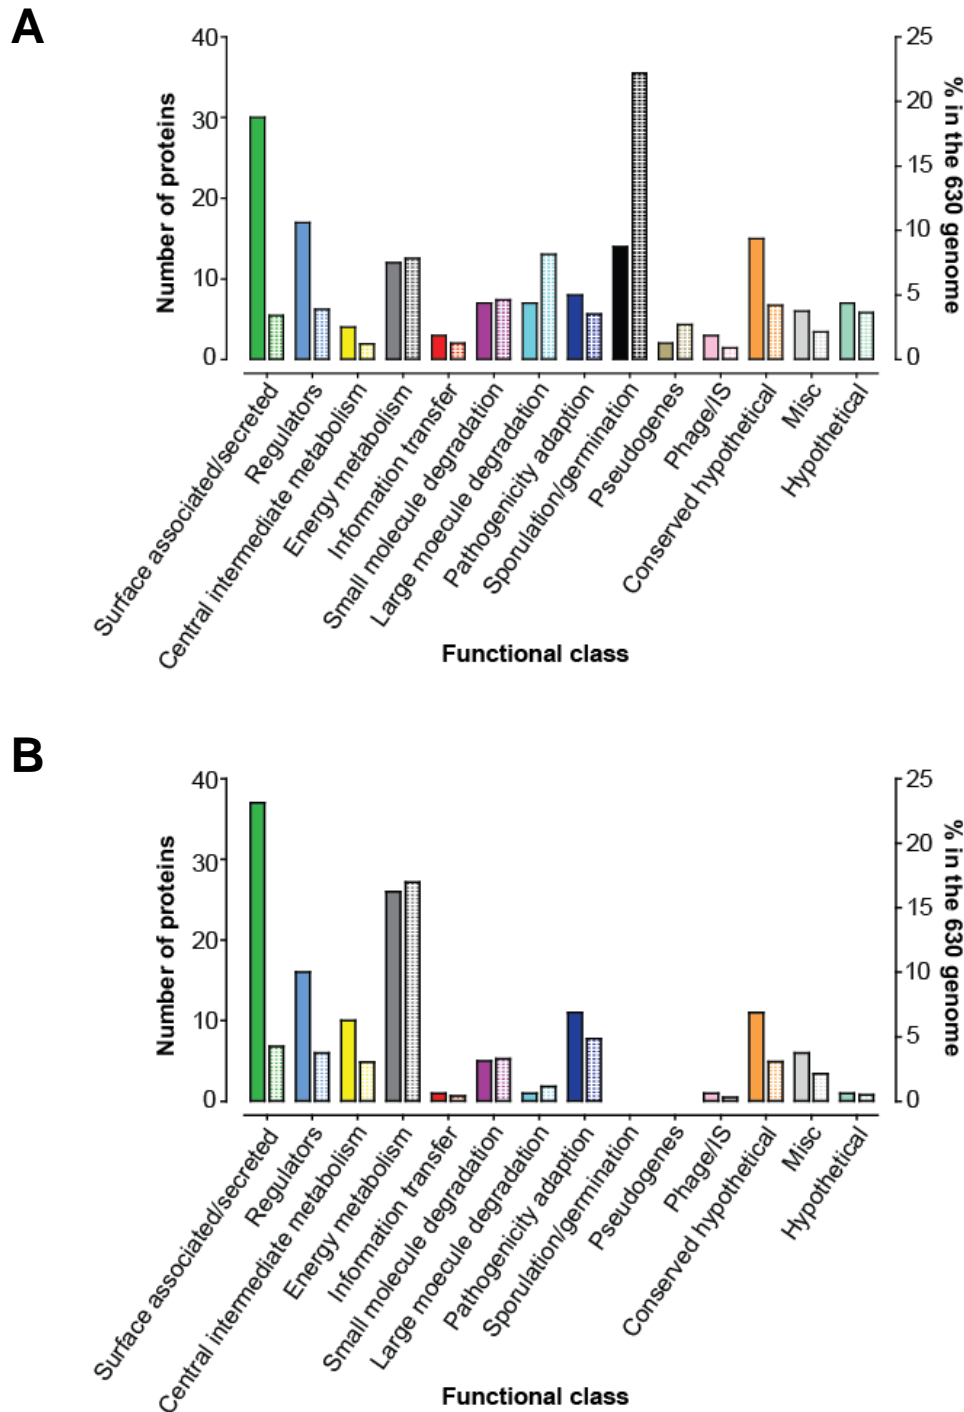 A
Number of proteins
40
30
20
10
0
25
20
15
10
5
0
% in the 630 genome
Surface associated/secreted
Regulators
Central intermediate metabolism
Energy metabolism
Information transfer
Small molecule degradation
Large moecule degradation
Pathogenicity adaption
Sporulation/germination
Pseudogenes
Phage/IS
Conserved hypothetical
Misc
Hypothetical
Functional class
B
Number of proteins
40
30
20
10
0
25
20
15
10
5
0
% in the 630 genome
Surface associated/secreted
Regulators
Central intermediate metabolism
Energy metabolism
Information transfer
Small molecule degradation
Large moecule degradation
Pathogenicity adaption
Sporulation/germination
Pseudogenes
Phage/IS
Conserved hypothetical
Misc
Hypothetical
Functional class